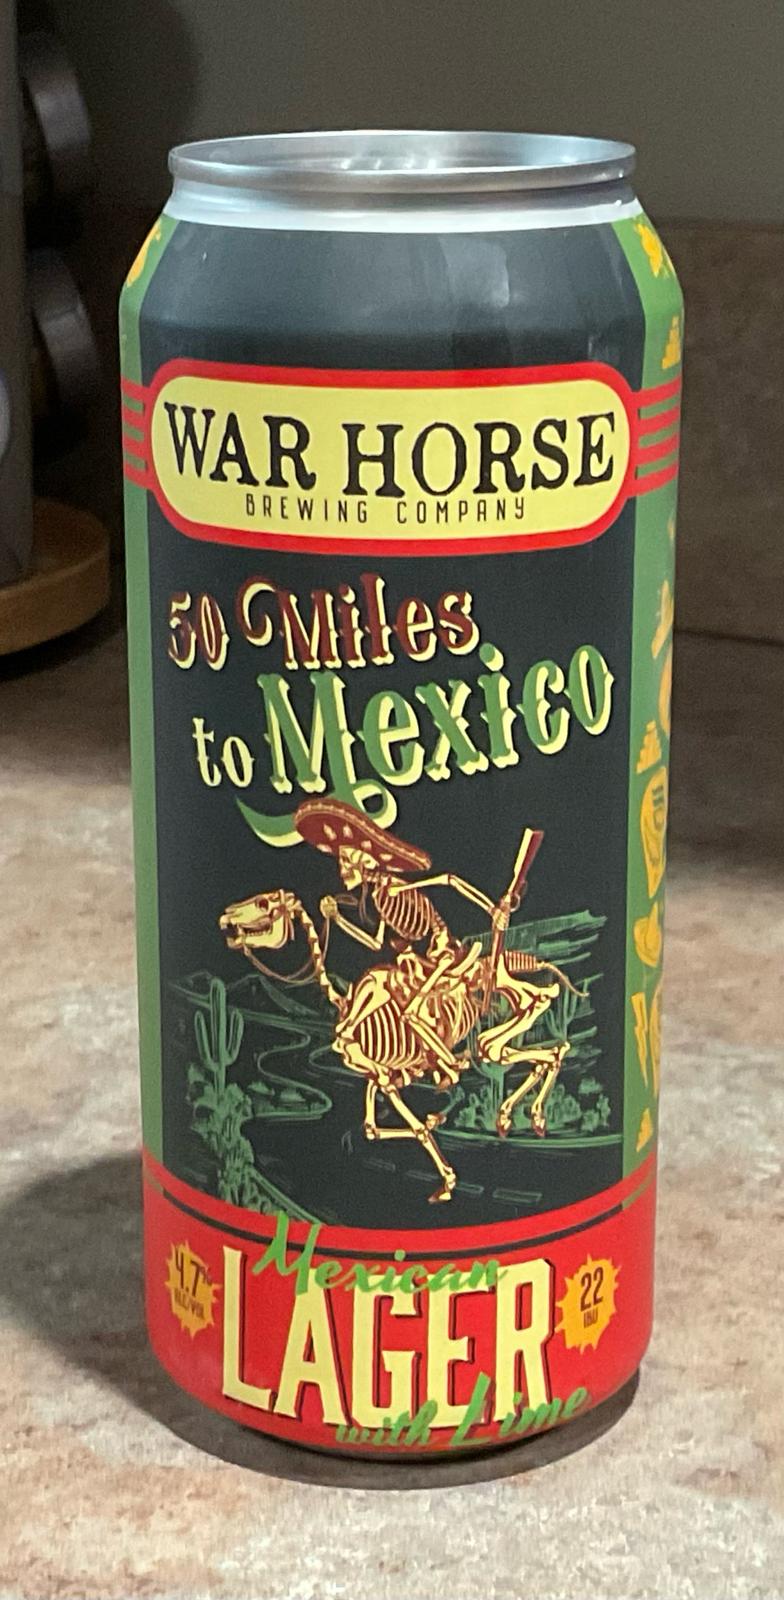 WAR HORSE
BREWING COMPANY
50 Miles
to Mexico
Mexican
4.7%
ALC/VOL
LAGER
22
IBU
with Lime